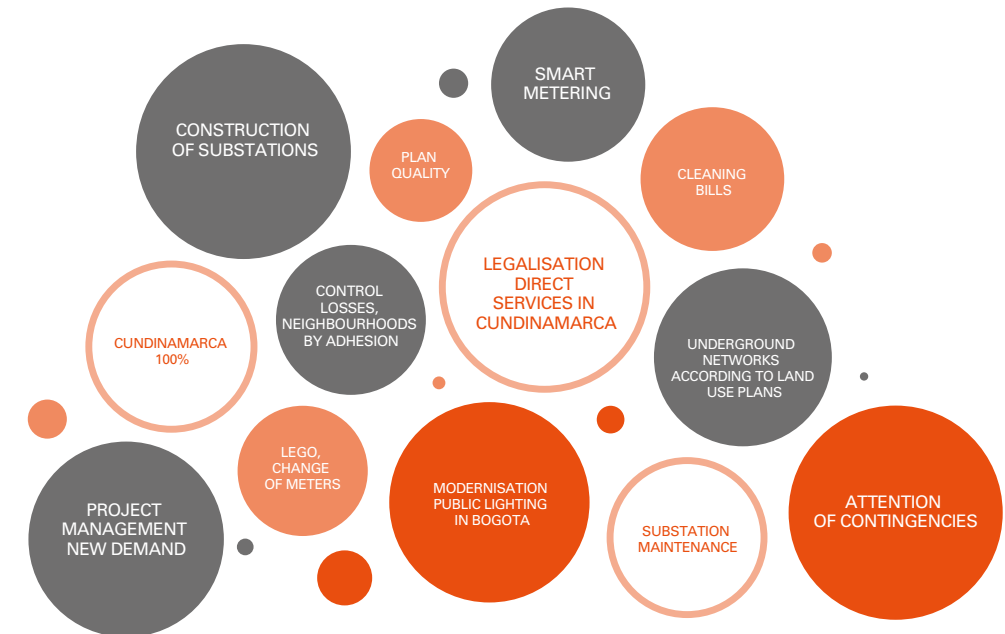 SMART
METERING
CONSTRUCTION
OF SUBSTATIONS
PLAN
QUALITY
CLEANING
BILLS
LEGALISATION
DIRECT
SERVICES IN
CUNDINAMARCA
CONTROL
LOSSES,
NEIGHBOURHOODS
BY ADHESION
CUNDINAMARCA
100%
UNDERGROUND
NETWORKS
ACCORDING TO LAND
USE PLANS
LEGO,
CHANGE
OF METERS
MODERNISATION
PUBLIC LIGHTING
IN BOGOTA
PROJECT
MANAGEMENT
NEW DEMAND
SUBSTATION
MAINTENANCE
ATTENTION
OF CONTINGENCIES